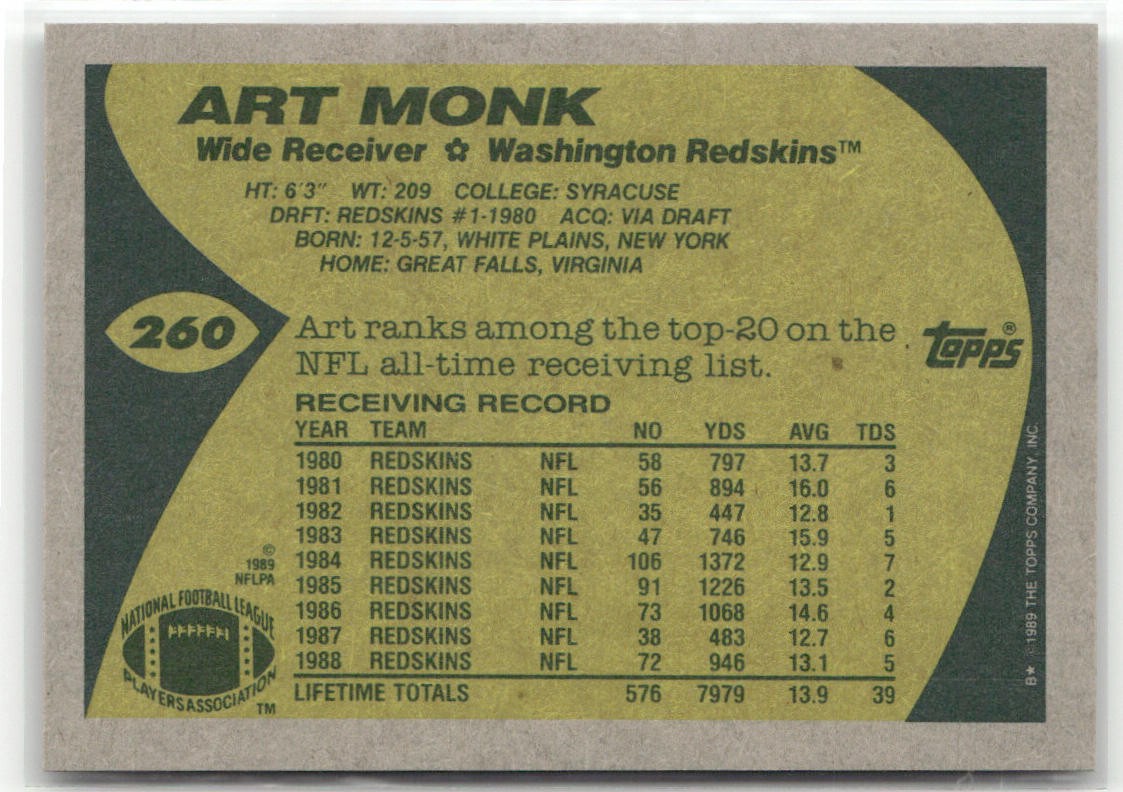 ART MONK
Wide Receiver ✿ Washington Redskins™
HT: 6'3" WT: 209 COLLEGE: SYRACUSE
DRFT: REDSKINS #1-1980 ACQ: VIA DRAFT
BORN: 12-5-57, WHITE PLAINS, NEW YORK
HOME: GREAT FALLS, VIRGINIA
260
Art ranks among the top-20 on the
NFL all-time receiving list.
topps®
RECEIVING RECORD
YEAR TEAM NO YDS AVG TDS
1980 REDSKINS NFL 58 797 13.7 3
1981 REDSKINS NFL 56 894 16.0 6
1982 REDSKINS NFL 35 447 12.8 1
1983 REDSKINS NFL 47 746 15.9 5
1984 REDSKINS NFL 106 1372 12.9 7
1985 REDSKINS NFL 91 1226 13.5 2
1986 REDSKINS NFL 73 1068 14.6 4
1987 REDSKINS NFL 38 483 12.7 6
1988 REDSKINS NFL 72 946 13.1 5
LIFETIME TOTALS 576 7979 13.9 39
©
1989
NFLPA
NATIONAL FOOTBALL LEAGUE
PLAYERS ASSOCIATION
TM
B★ ©1989 THE TOPPS COMPANY, INC.